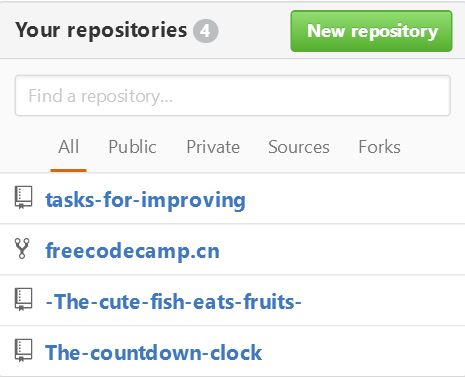 Your repositories 4 New repository
Find a repository...
All Public Private Sources Forks
tasks-for-improving
freecodecamp.cn
-The-cute-fish-eats-fruits-
The-countdown-clock